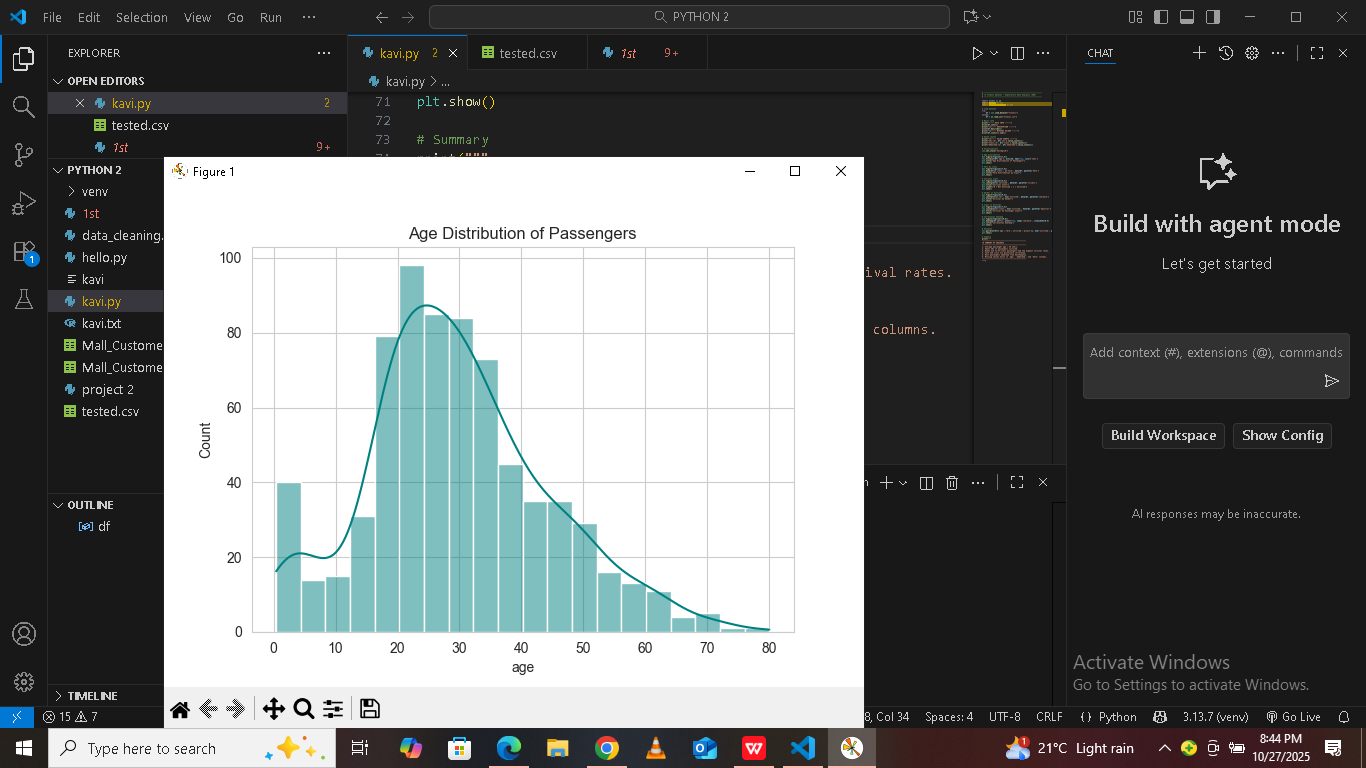 File Edit Selection View Go Run ···
PYTHON 2
EXPLORER
OPEN EDITORS
kavi.py 2
tested.csv
1st 9+
PYTHON 2
venv
1st
data_cleaning.
hello.py
kavi
kavi.py
kavi.txt
Mall_Custome
Mall_Custome
project 2
tested.csv
OUTLINE
df
TIMELINE
kavi.py 2
tested.csv
1st 9+
kavi.py > ...
71 plt.show()
72
73 # Summary
ival rates.
columns.
Figure 1
Age Distribution of Passengers
Count
100
80
60
40
20
0
0 10 20 30 40 50 60 70 80
age
CHAT
Build with agent mode
Let's get started
Add context (#), extensions (@), commands
Build Workspace
Show Config
AI responses may be inaccurate.
Activate Windows
Go to Settings to activate Windows.
15 7
8, Col 34 Spaces: 4 UTF-8 CRLF { } Python 3.13.7 (venv) Go Live
Type here to search
21°C Light rain
8:44 PM
10/27/2025